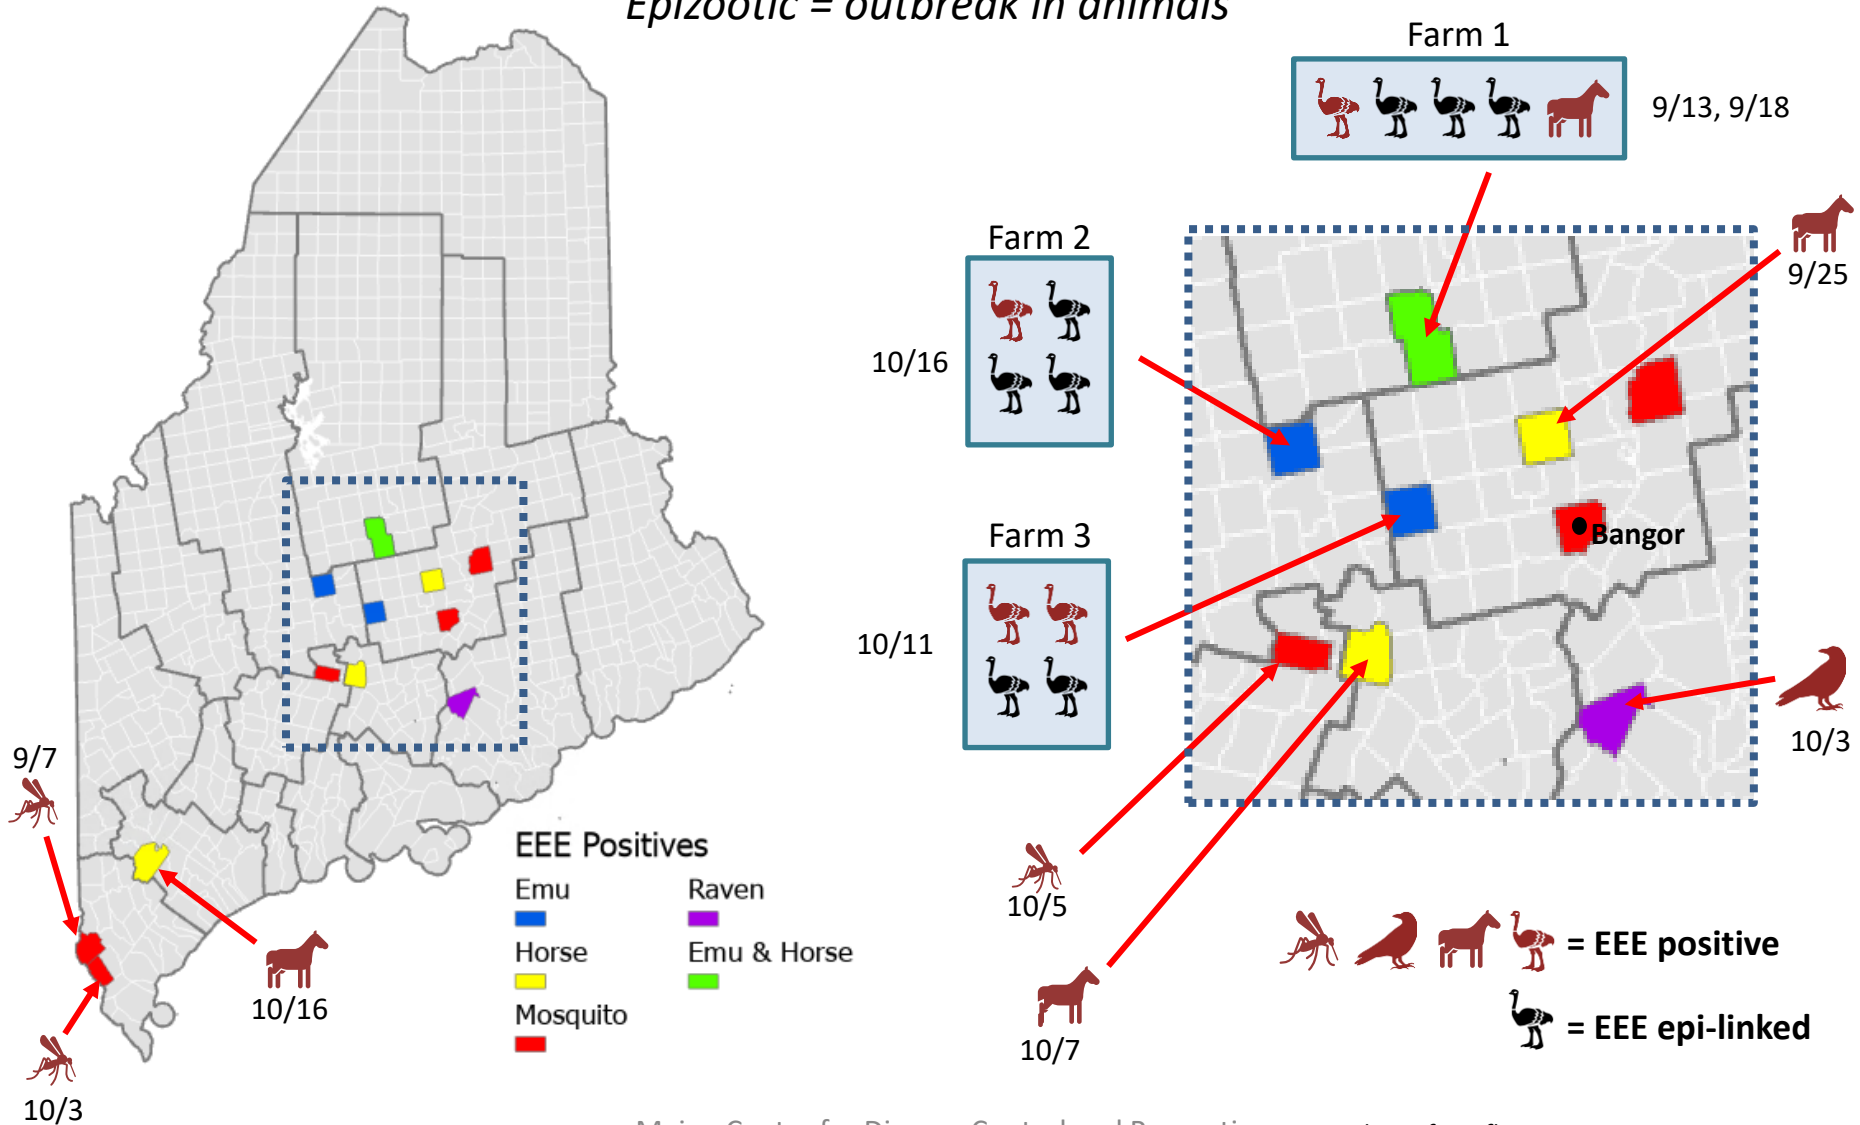 Epizootic = outbreak in animals
Farm 1
9/13, 9/18
Farm 2
10/16
9/25
Farm 3
10/11
Bangor
10/3
9/7
10/16
10/3
EEE Positives
Emu
Raven
Horse
Emu & Horse
Mosquito
10/5
10/7
= EEE positive
= EEE epi-linked